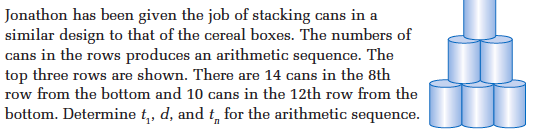 Jonathon has been given the job of stacking cans in a
similar design to that of the cereal boxes. The numbers of
cans in the rows produces an arithmetic sequence. The
top three rows are shown. There are 14 cans in the 8th
row from the bottom and 10 cans in the 12th row from the
bottom. Determine t₁, d, and tₙ for the arithmetic sequence.